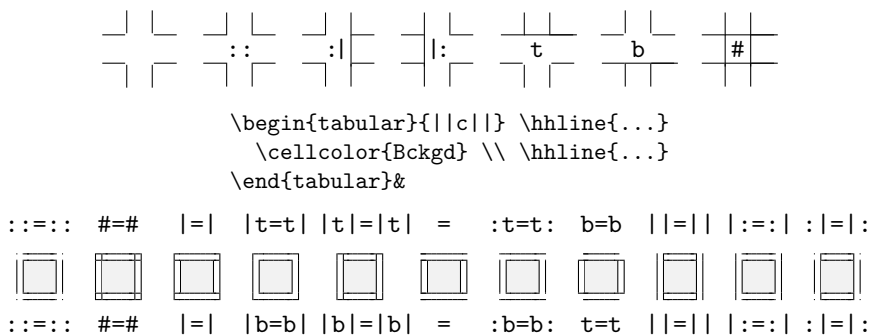 :: :| |: t b #
\begin{tabular}{||c||} \hhline{...}
\cellcolor{Bckgd} \\ \hhline{...}
\end{tabular}&
::=:: #=# |=| |t=t| |t|=|t| = :t=t: b=b ||=|| |:=:| :|=|:
::=:: #=# |=| |b=b| |b|=|b| = :b=b: t=t ||=|| |:=:| :|=|: